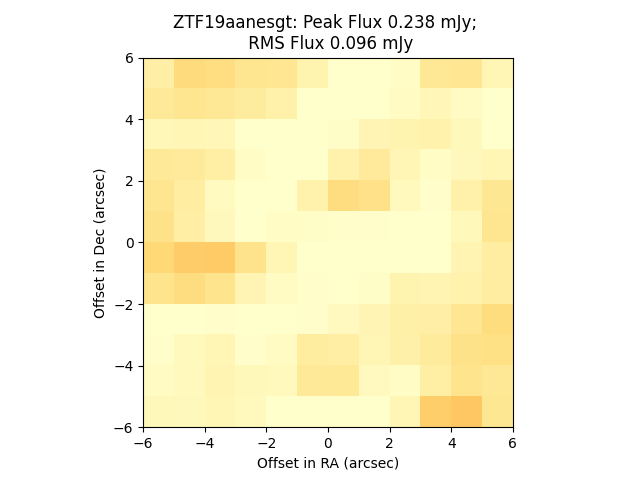 ZTF19aanesgt: Peak Flux 0.238 mJy;
RMS Flux 0.096 mJy
6
4
2
0
−2
−4
−6
Offset in Dec (arcsec)
−6 −4 −2 0 2 4 6
Offset in RA (arcsec)